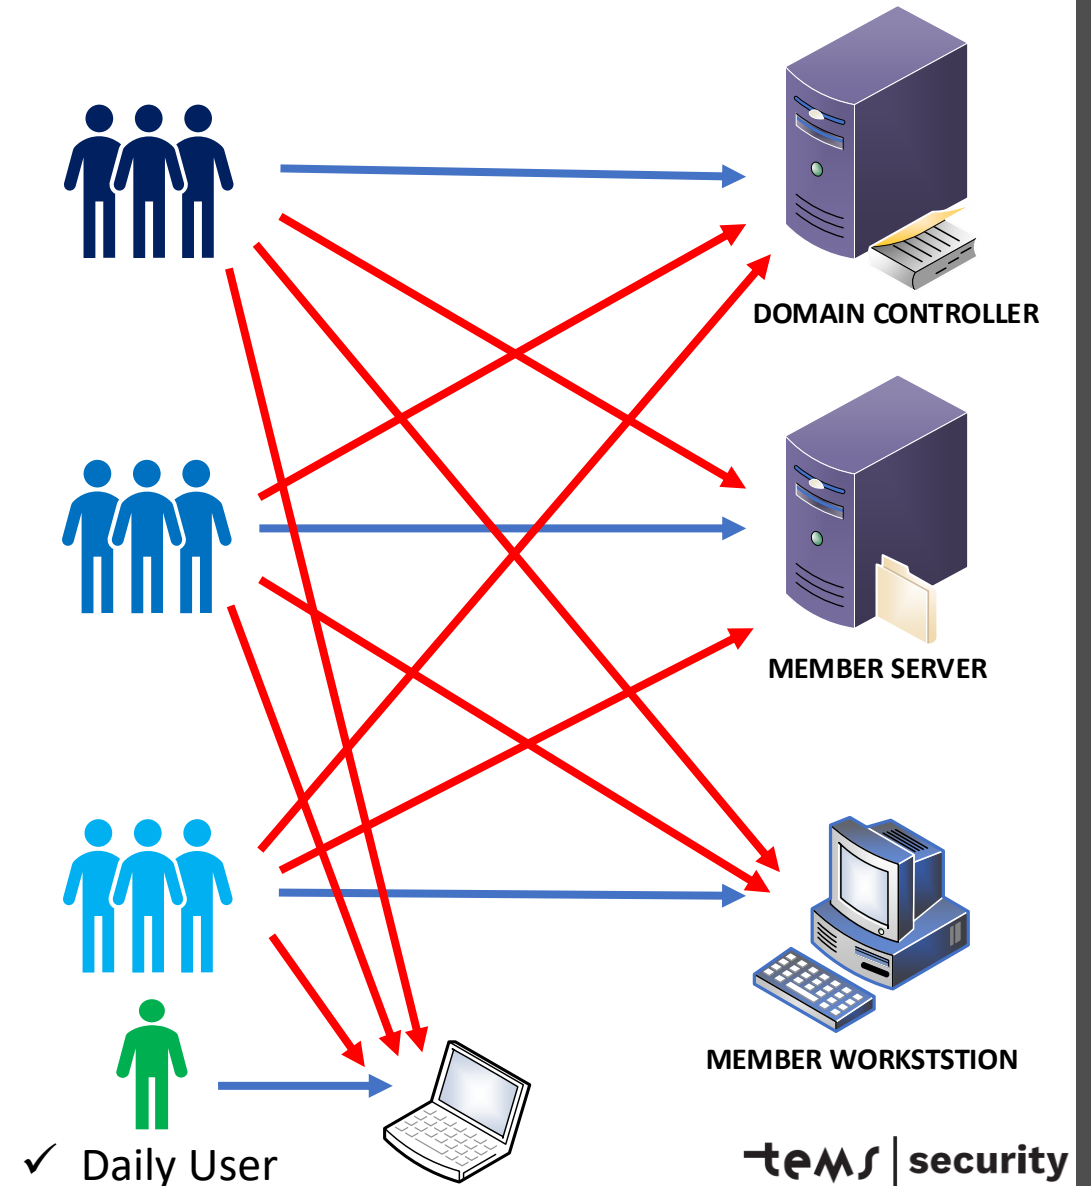 DOMAIN CONTROLLER
MEMBER SERVER
MEMBER WORKSTSTION
✓ Daily User
tems | security